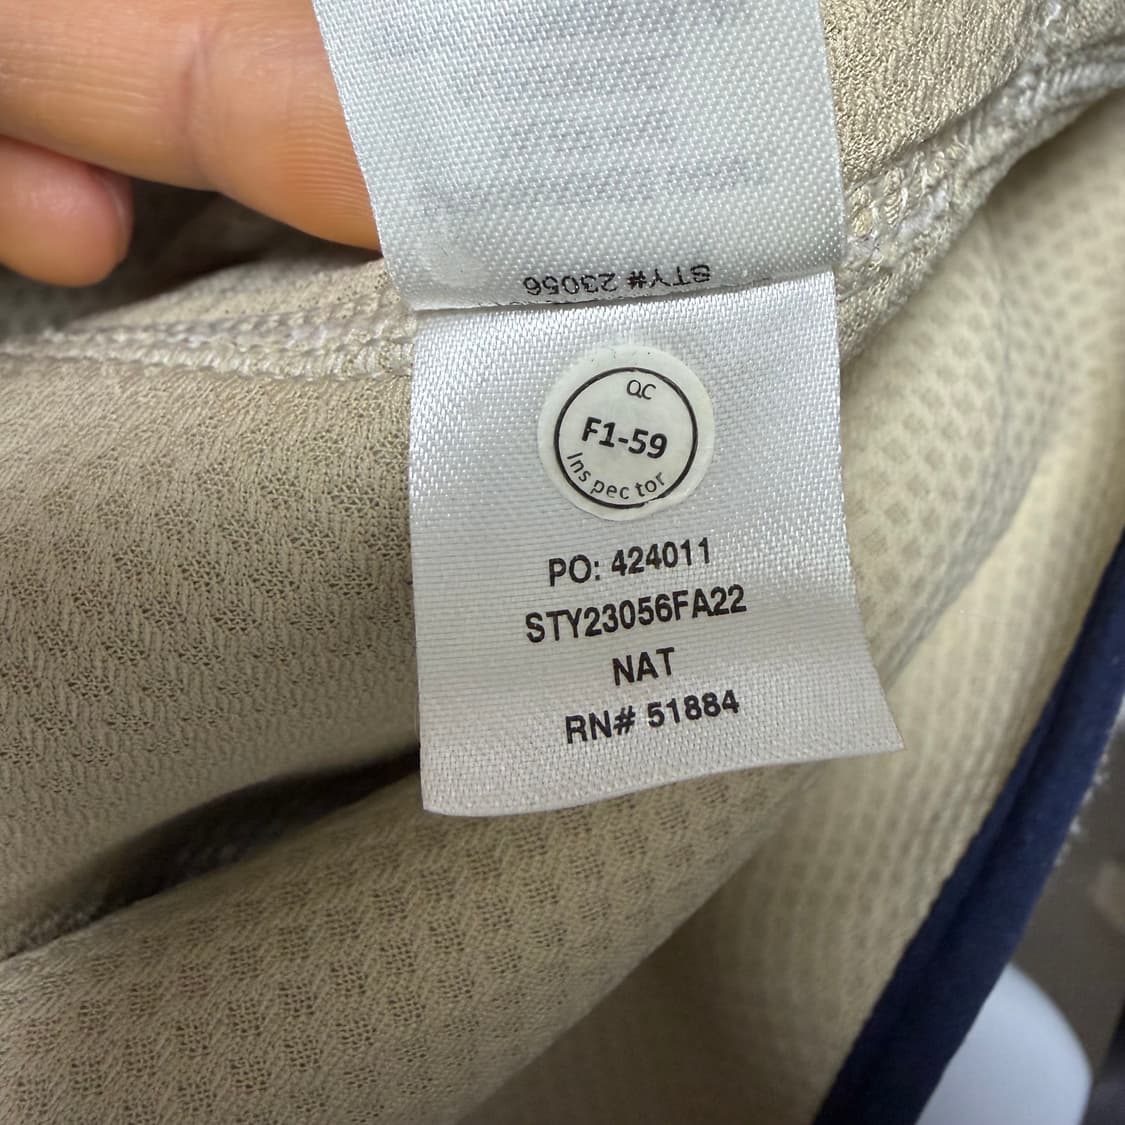 STY# 23056
QC
F1-59
Inspector
PO: 424011
STY23056FA22
NAT
RN# 51884